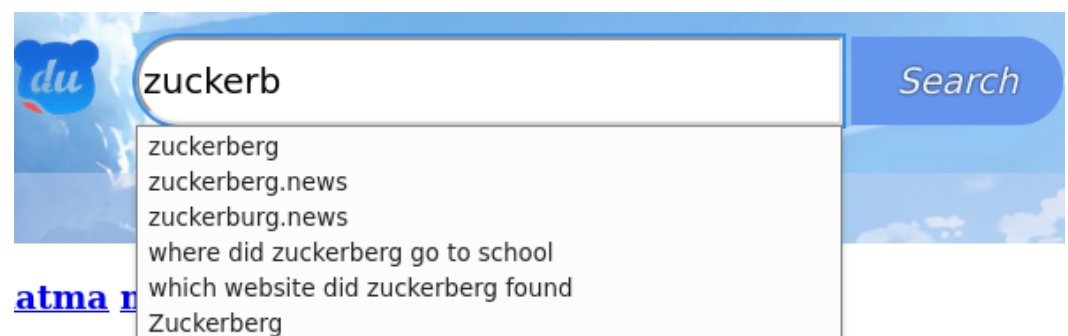 du
zuckerb
Search
zuckerberg
zuckerberg.news
zuckerburg.news
where did zuckerberg go to school
which website did zuckerberg found
Zuckerberg
atma